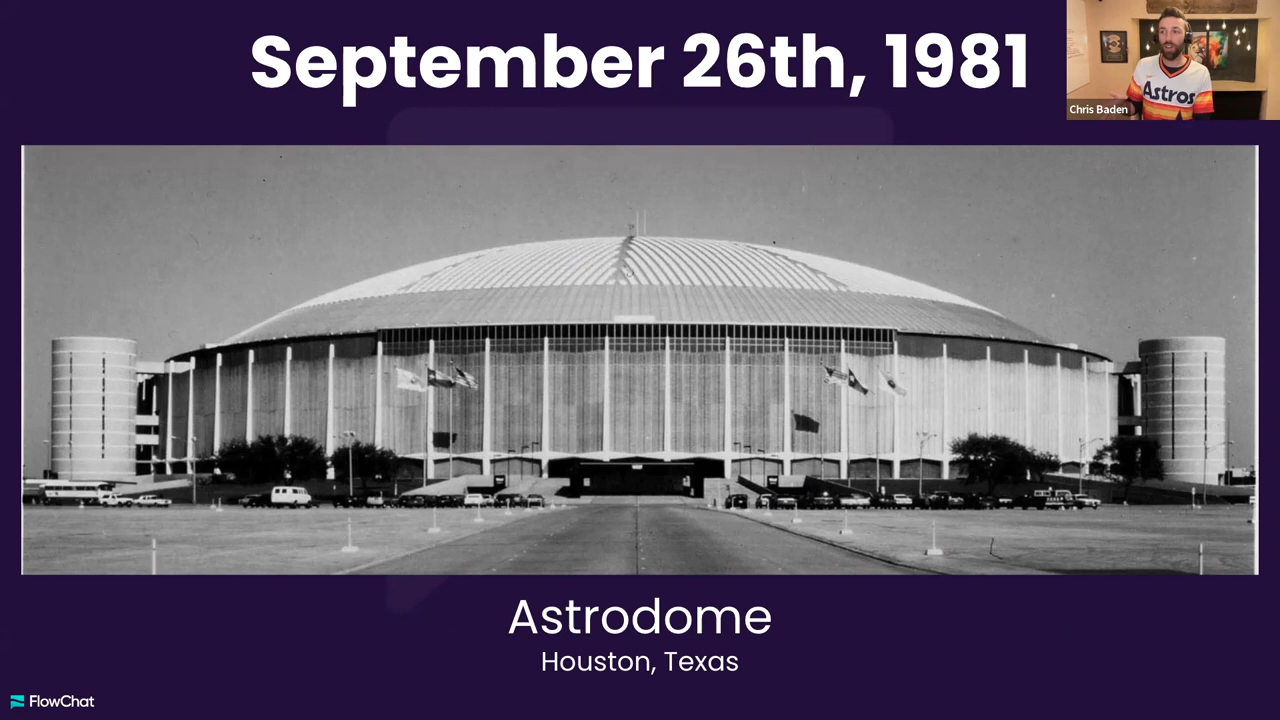 September 26th, 1981
Astros
Chris Baden
Astrodome
Houston, Texas
FlowChat